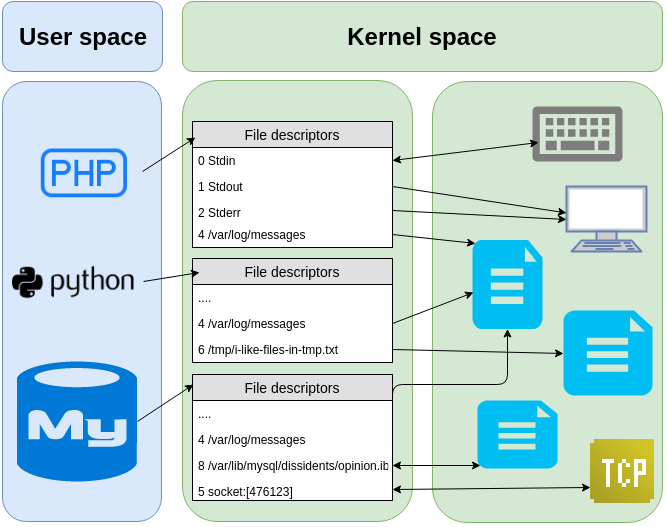 User space
Kernel space
PHP
File descriptors
0 Stdin
1 Stdout
2 Stderr
4 /var/log/messages
python
File descriptors
....
4 /var/log/messages
6 /tmp/i-like-files-in-tmp.txt
My
File descriptors
....
4 /var/log/messages
8 /var/lib/mysql/dissidents/opinion.ib
5 socket:[476123]
TCP